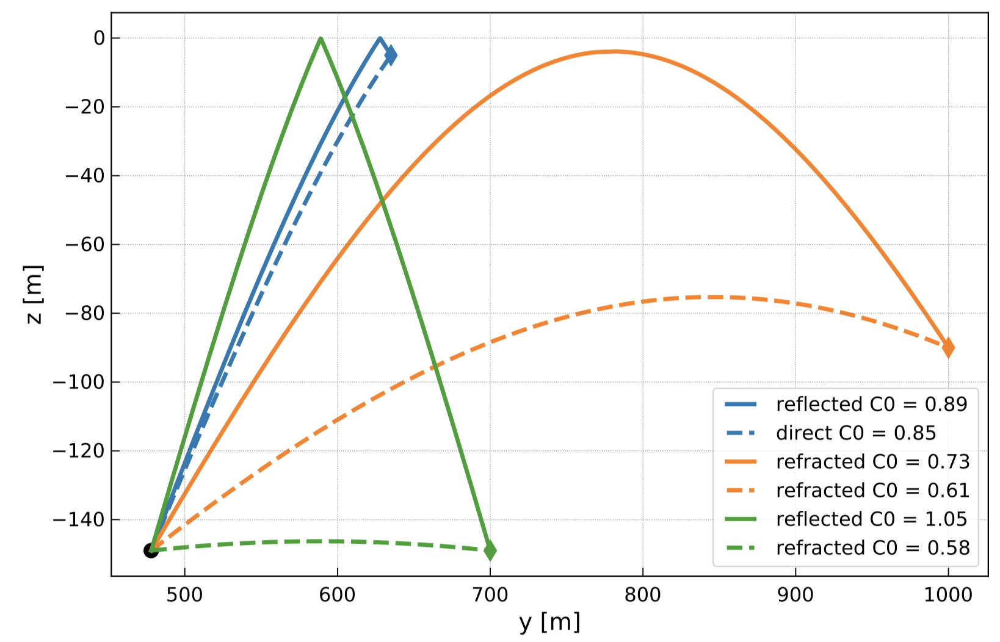 0
−20
−40
−60
−80
−100
−120
−140
z [m]
reflected C0 = 0.89
direct C0 = 0.85
refracted C0 = 0.73
refracted C0 = 0.61
reflected C0 = 1.05
refracted C0 = 0.58
500 600 700 800 900 1000
y [m]